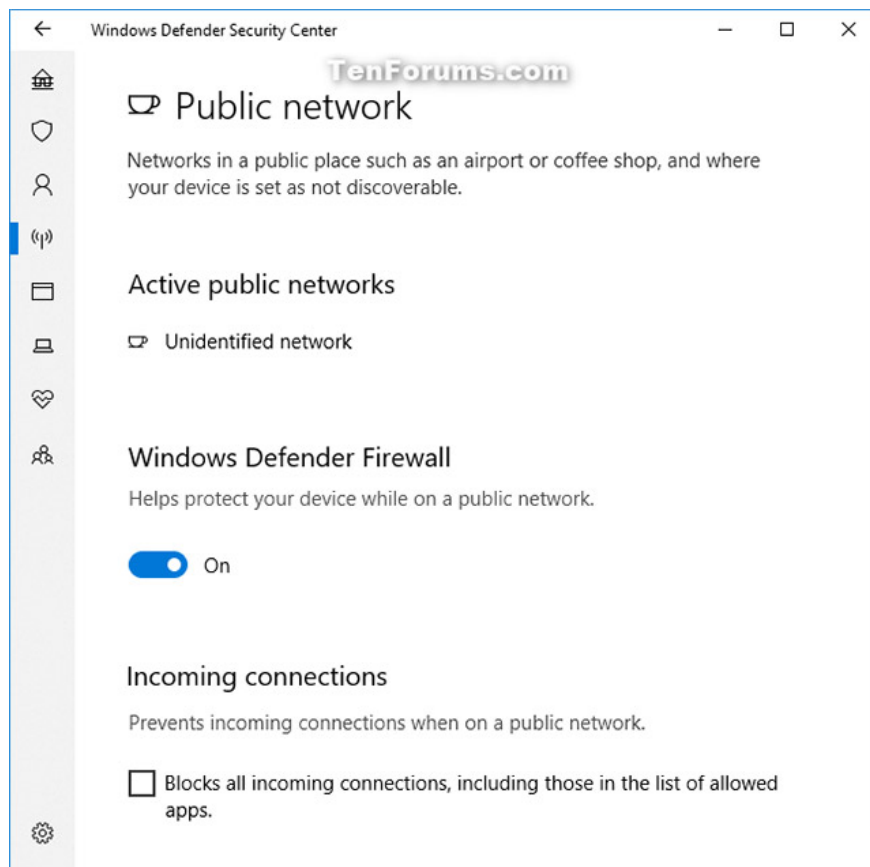 Windows Defender Security Center
TenForums.com
Public network
Networks in a public place such as an airport or coffee shop, and where
your device is set as not discoverable.
Active public networks
Unidentified network
Windows Defender Firewall
Helps protect your device while on a public network.
On
Incoming connections
Prevents incoming connections when on a public network.
Blocks all incoming connections, including those in the list of allowed
apps.